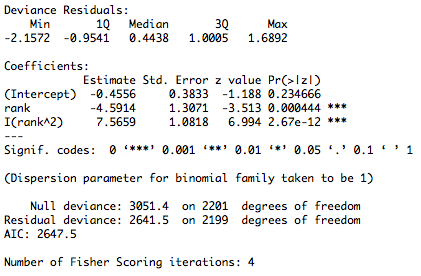 Deviance Residuals:
Min 1Q Median 3Q Max
-2.1572 -0.9541 0.4438 1.0005 1.6892
Coefficients:
Estimate Std. Error z value Pr(>|z|)
(Intercept) -0.4556 0.3833 -1.188 0.234666
rank -4.5914 1.3071 -3.513 0.000444 ***
I(rank^2) 7.5659 1.0818 6.994 2.67e-12 ***
---
Signif. codes: 0 ‘***’ 0.001 ‘**’ 0.01 ‘*’ 0.05 ‘.’ 0.1 ‘ ’ 1
(Dispersion parameter for binomial family taken to be 1)
Null deviance: 3051.4 on 2201 degrees of freedom
Residual deviance: 2641.5 on 2199 degrees of freedom
AIC: 2647.5
Number of Fisher Scoring iterations: 4